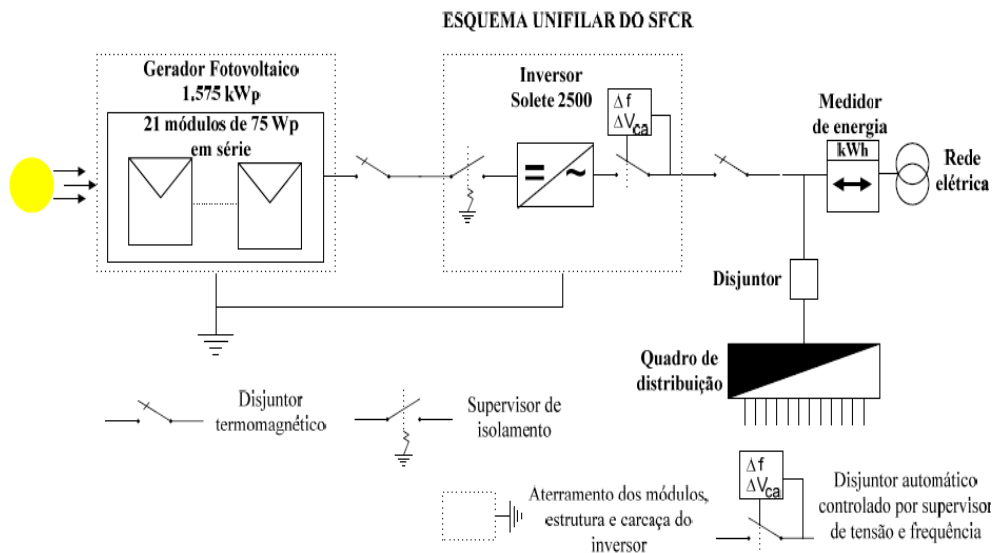 ESQUEMA UNIFILAR DO SFCR
Gerador Fotovoltaico
1.575 kWp
21 módulos de 75 Wp
em série
Inversor
Solete 2500
Δf
ΔVca
=
~
Medidor
de energia
kWh
Rede
elétrica
Disjuntor
Quadro de
distribuição
Disjuntor
termomagnético
Supervisor de
isolamento
Aterramento dos módulos,
estrutura e carcaça do
inversor
Δf
ΔVca
Disjuntor automático
controlado por supervisor
de tensão e frequência